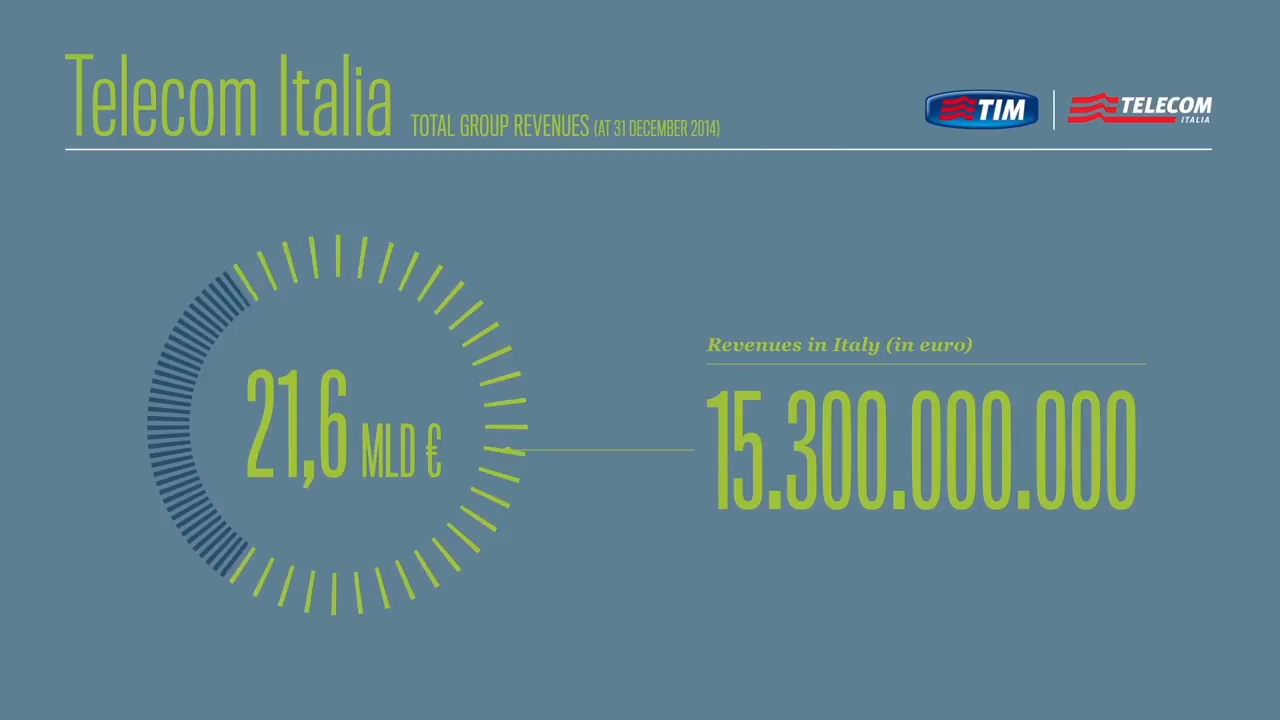 Telecom Italia TOTAL GROUP REVENUES (AT 31 DECEMBER 2014)
TIM
TELECOM
ITALIA
Revenues in Italy (in euro)
21,6 MLD €
15.300.000.000